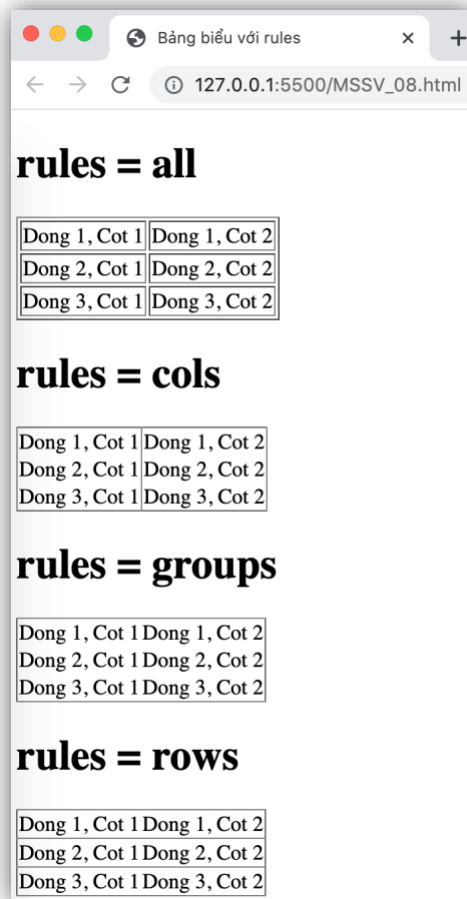 Bảng biểu với rules
127.0.0.1:5500/MSSV_08.html
rules = all
Dong 1, Cot 1 Dong 1, Cot 2
Dong 2, Cot 1 Dong 2, Cot 2
Dong 3, Cot 1 Dong 3, Cot 2
rules = cols
Dong 1, Cot 1 Dong 1, Cot 2
Dong 2, Cot 1 Dong 2, Cot 2
Dong 3, Cot 1 Dong 3, Cot 2
rules = groups
Dong 1, Cot 1 Dong 1, Cot 2
Dong 2, Cot 1 Dong 2, Cot 2
Dong 3, Cot 1 Dong 3, Cot 2
rules = rows
Dong 1, Cot 1 Dong 1, Cot 2
Dong 2, Cot 1 Dong 2, Cot 2
Dong 3, Cot 1 Dong 3, Cot 2